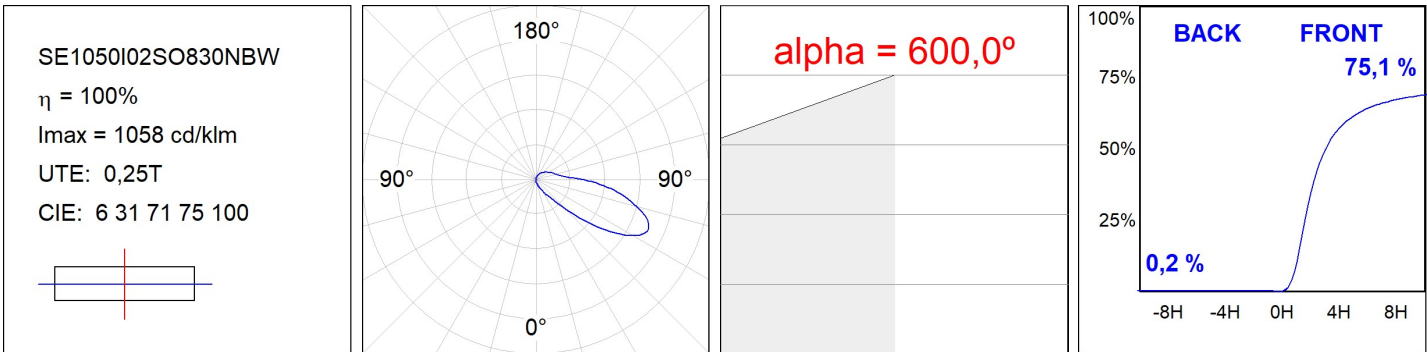 SE1050I02SO830NBW
η = 100%
Imax = 1058 cd/klm
UTE: 0,25T
CIE: 6 31 71 75 100
180°
90°
90°
0°
alpha = 600,0º
100%
BACK
FRONT
75,1 %
75%
50%
25%
0,2 %
-8H
-4H
0H
4H
8H